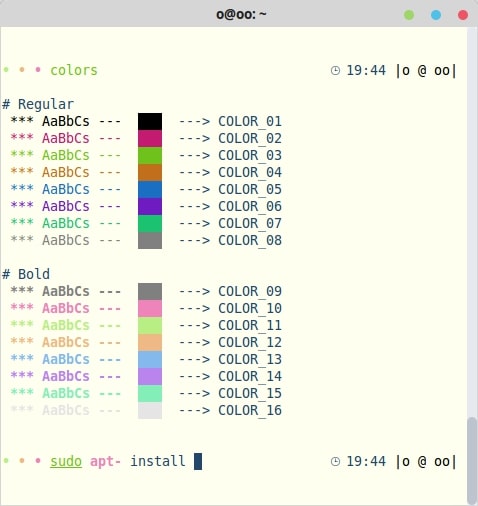 o@oo: ~
• • • colors 19:44 |o @ oo|
# Regular
*** AaBbCs --- ---> COLOR_01
*** AaBbCs --- ---> COLOR_02
*** AaBbCs --- ---> COLOR_03
*** AaBbCs --- ---> COLOR_04
*** AaBbCs --- ---> COLOR_05
*** AaBbCs --- ---> COLOR_06
*** AaBbCs --- ---> COLOR_07
*** AaBbCs --- ---> COLOR_08
# Bold
*** AaBbCs --- ---> COLOR_09
*** AaBbCs --- ---> COLOR_10
*** AaBbCs --- ---> COLOR_11
*** AaBbCs --- ---> COLOR_12
*** AaBbCs --- ---> COLOR_13
*** AaBbCs --- ---> COLOR_14
*** AaBbCs --- ---> COLOR_15
*** AaBbCs --- ---> COLOR_16
• • • sudo apt- install 19:44 |o @ oo|